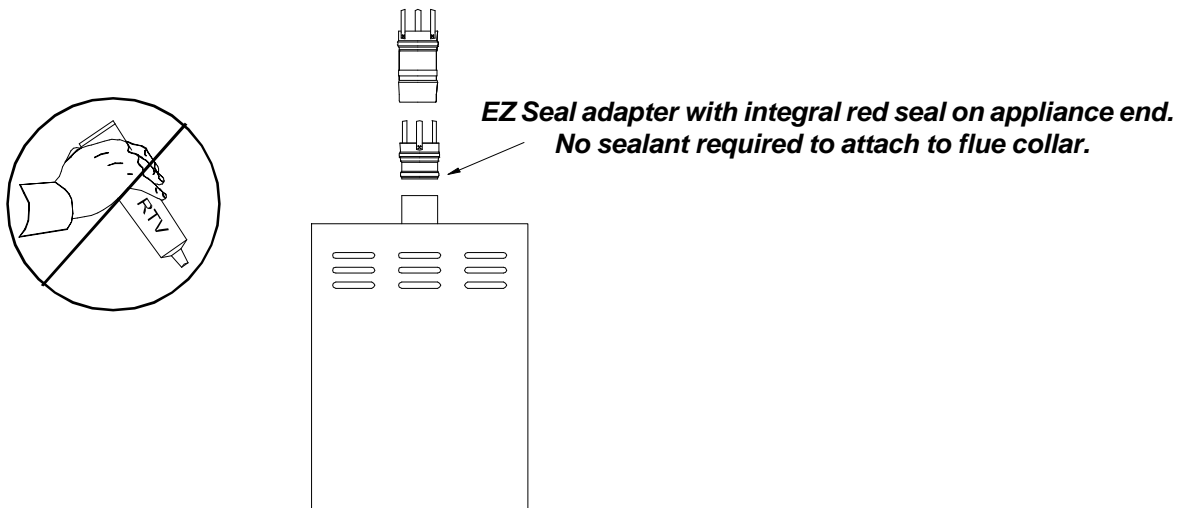 EZ Seal adapter with integral red seal on appliance end.
No sealant required to attach to flue collar.
RTV